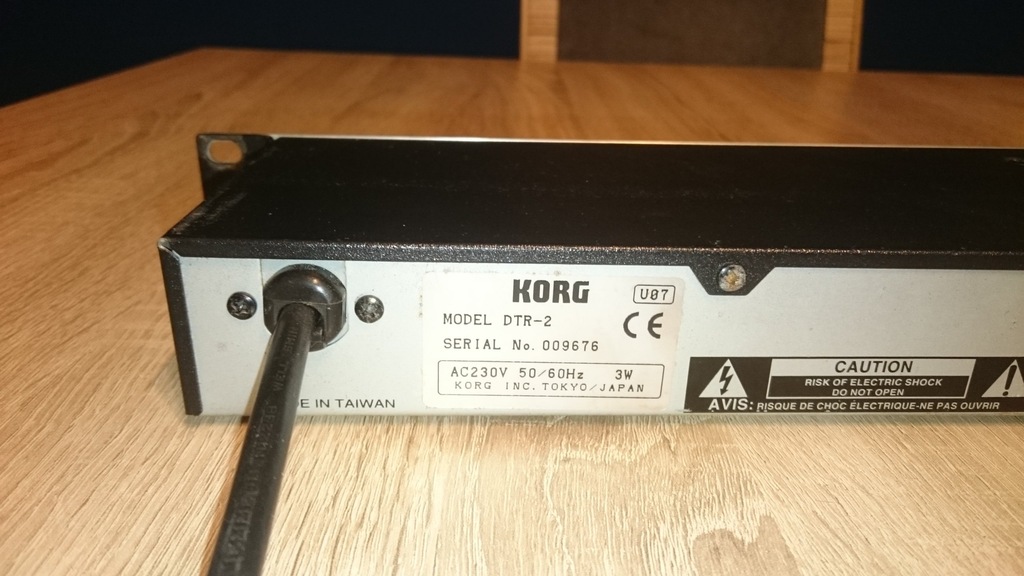 KORG
U07
MODEL DTR-2
CE
SERIAL No. 009676
AC230V 50/60Hz 3W
KORG INC. TOKYO/JAPAN
E IN TAIWAN
CAUTION
RISK OF ELECTRIC SHOCK
DO NOT OPEN
AVIS: RISQUE DE CHOC ÉLECTRIQUE-NE PAS OUVRIR